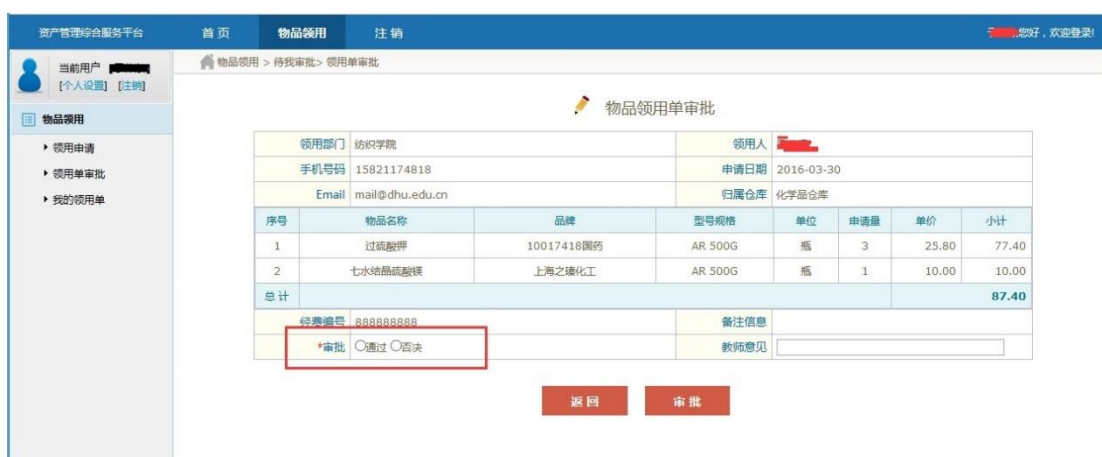 资产管理综合服务平台 首页 物品领用 注销 您好，欢迎登录!
当前用户
[个人设置] [注销]
物品领用 > 待我审批> 领用单审批
物品领用
领用申请
领用单审批
我的领用单
物品领用单审批
领用部门 纺织学院 领用人
手机号码 15821174818 申请日期 2016-03-30
Email mail@dhu.edu.cn 归属仓库 化学品仓库
序号 物品名称 品牌 型号规格 单位 申请量 单价 小计
1 过硫酸钾 10017418国药 AR 500G 瓶 3 25.80 77.40
2 七水结晶硫酸镁 上海之臻化工 AR 500G 瓶 1 10.00 10.00
总计 87.40
经费编号 888888888 备注信息
*审批 通过 否决 教师意见
返回 审批